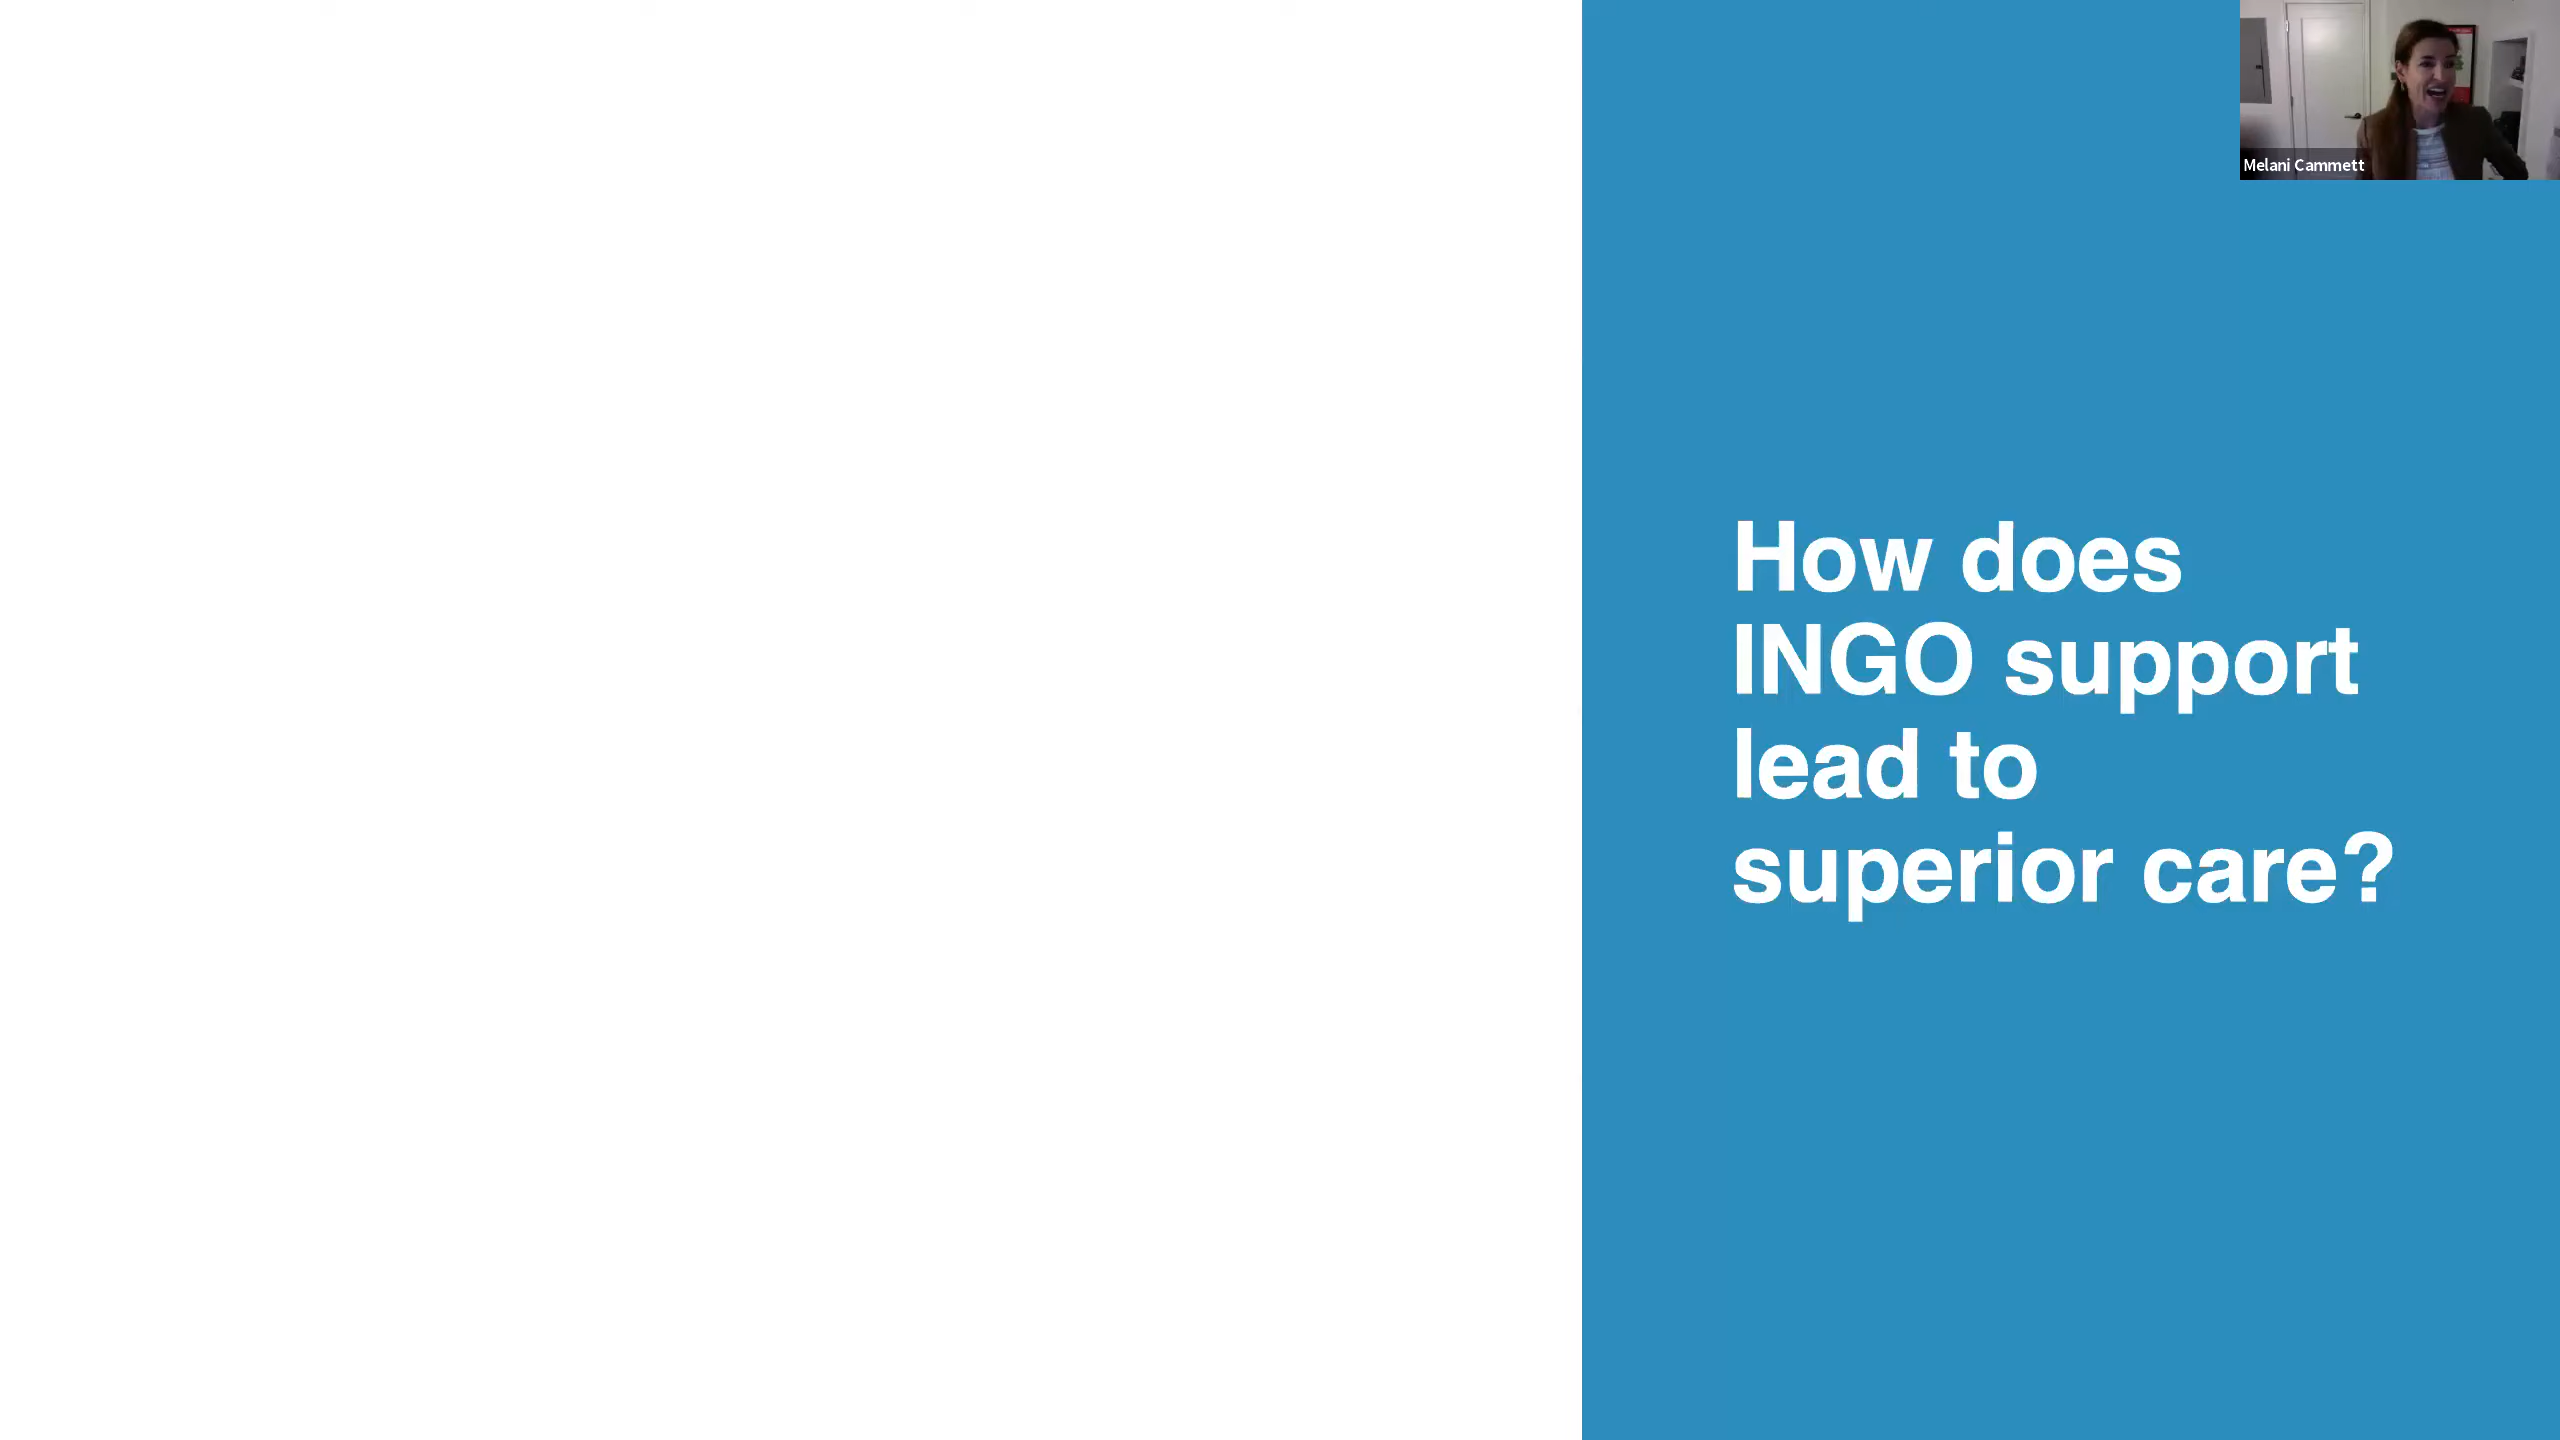 Melani Cammett
How does
INGO support
lead to
superior care?